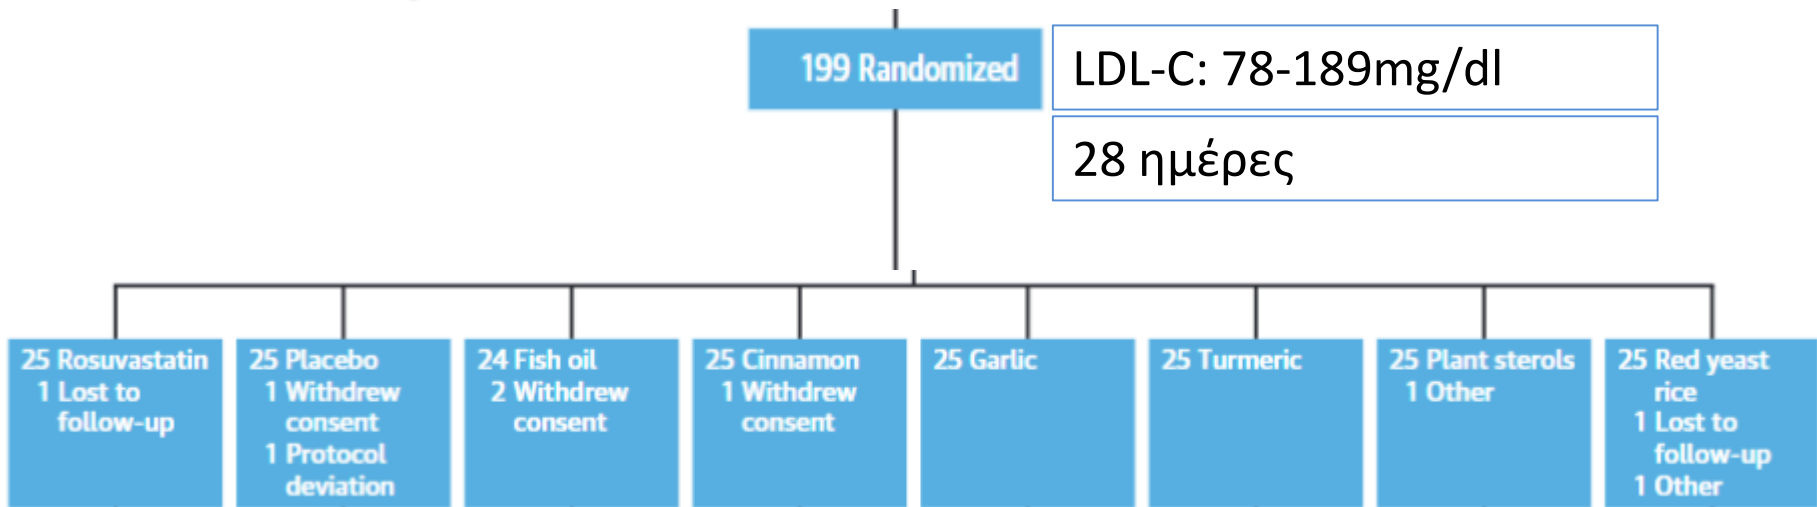 199 Randomized
LDL-C: 78-189mg/dl
28 ημέρες
25 Rosuvastatin
1 Lost to
follow-up
25 Placebo
1 Withdrew
consent
1 Protocol
deviation
24 Fish oil
2 Withdrew
consent
25 Cinnamon
1 Withdrew
consent
25 Garlic
25 Turmeric
25 Plant sterols
1 Other
25 Red yeast
rice
1 Lost to
follow-up
1 Other